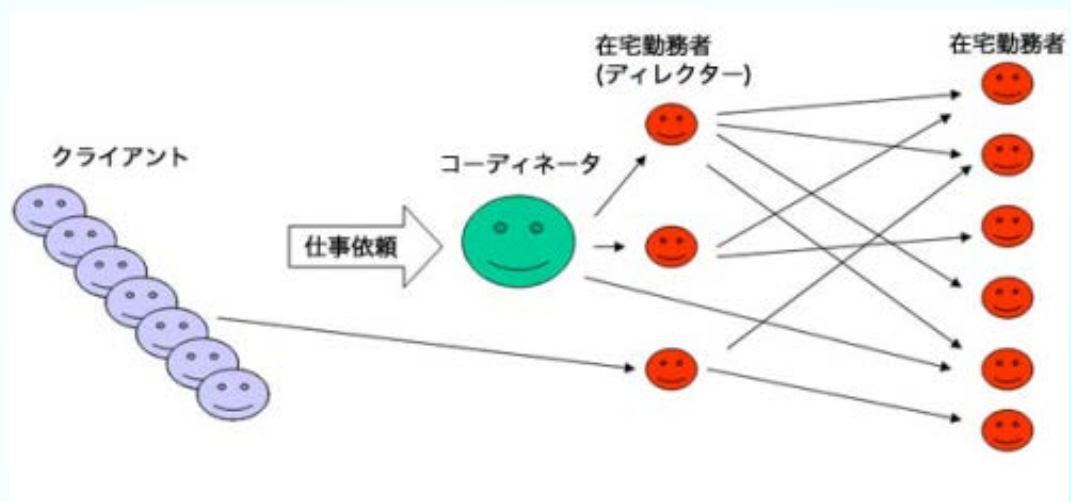 クライアント
仕事依頼
コーディネータ
在宅勤務者
(ディレクター)
在宅勤務者